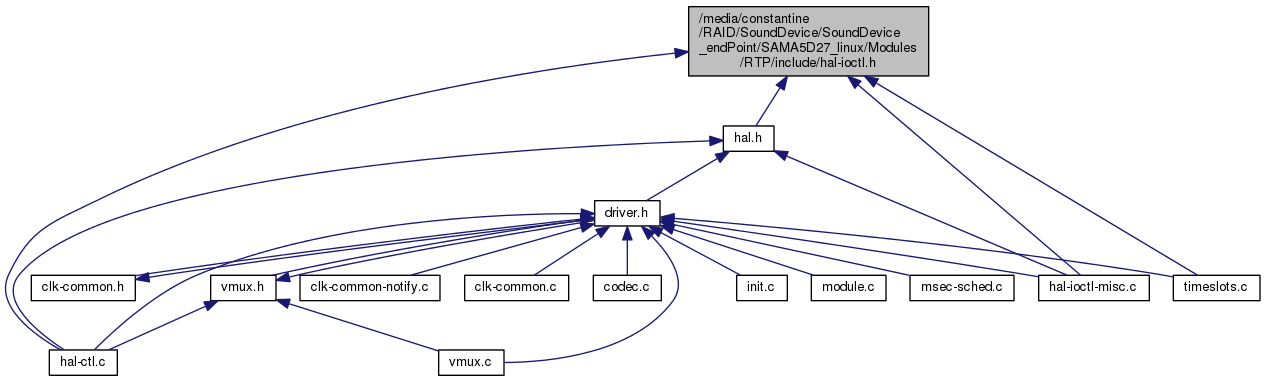 /media/constantine
/RAID/SoundDevice/SoundDevice
_endPoint/SAMA5D27_linux/Modules
/RTP/include/hal-ioctl.h
hal.h
driver.h
clk-common.h
vmux.h
clk-common-notify.c
clk-common.c
codec.c
init.c
module.c
msec-sched.c
hal-ioctl-misc.c
timeslots.c
hal-ctl.c
vmux.c